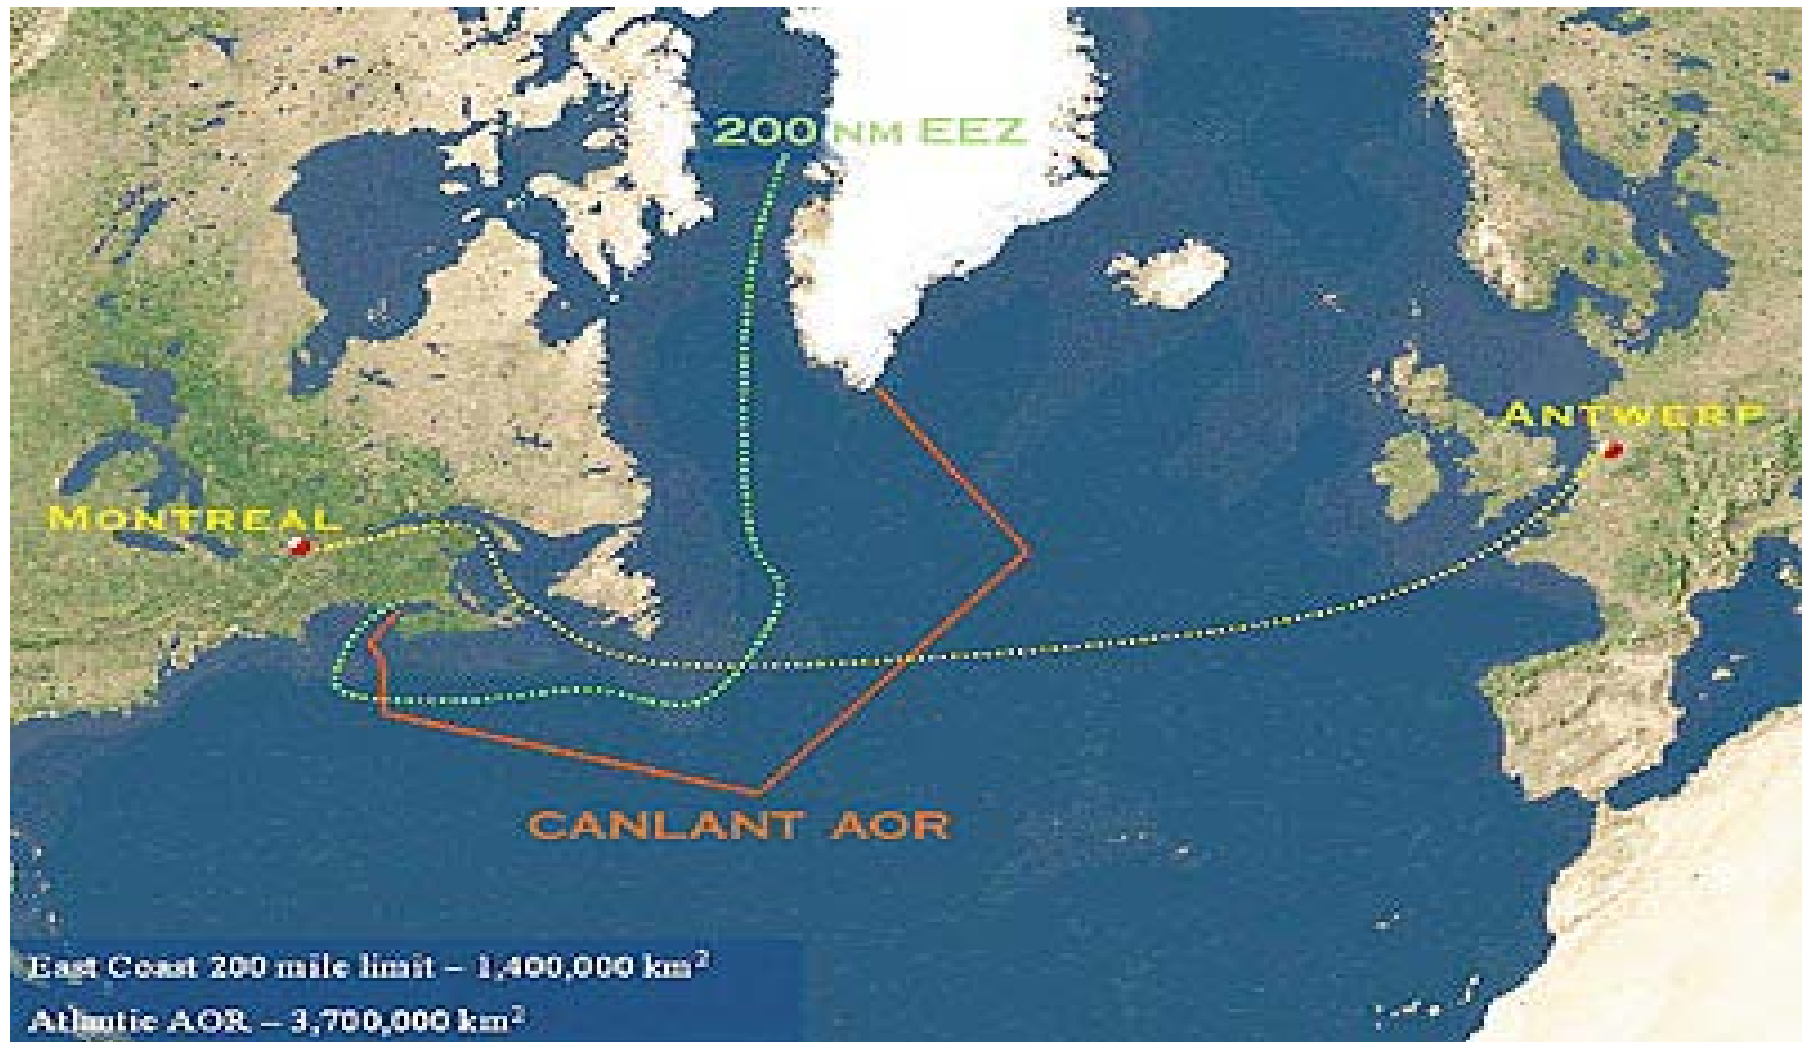 200 NM EEZ
ANTWERP
MONTREAL
CANLANT AOR
East Coast 200 mile limit – 1,400,000 km²
Atlantic AOR – 3,700,000 km²